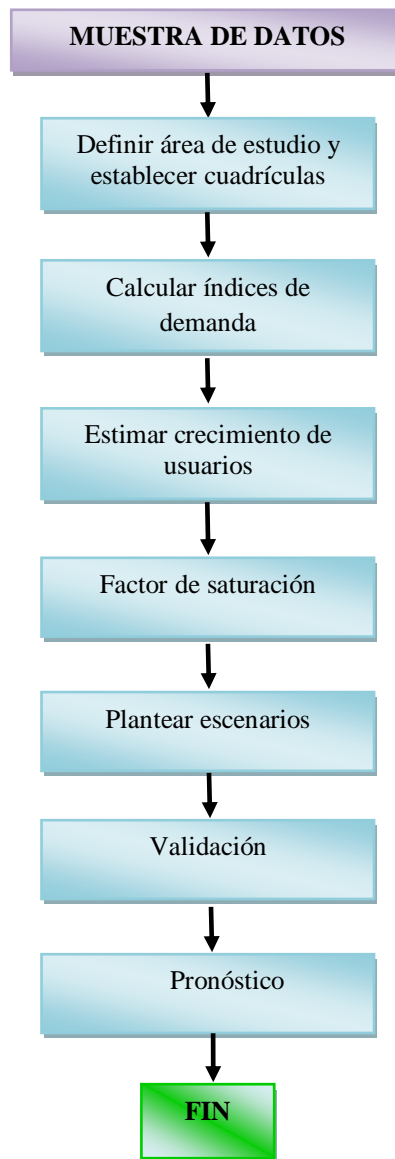 MUESTRA DE DATOS
Definir área de estudio y
establecer cuadrículas
Calcular índices de
demanda
Estimar crecimiento de
usuarios
Factor de saturación
Plantear escenarios
Validación
Pronóstico
FIN